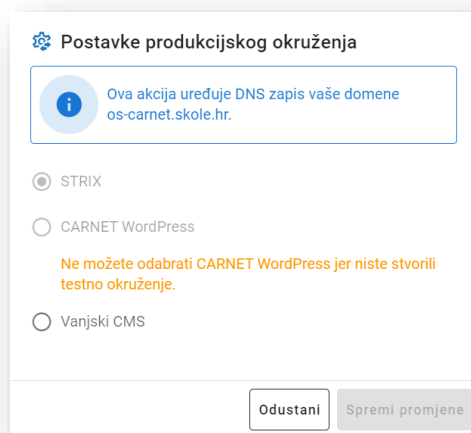 Postavke produkcijskog okruženja
Ova akcija uređuje DNS zapis vaše domene
os-carnet.skole.hr.
STRIX
CARNET WordPress
Ne možete odabrati CARNET WordPress jer niste stvorili
testno okruženje.
Vanjski CMS
Odustani
Spremi promjene